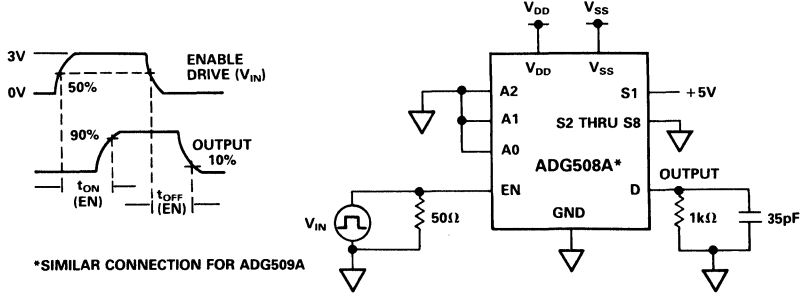 3V
0V
ENABLE
DRIVE (VIN)
50%
90%
OUTPUT
10%
tON
(EN)
tOFF
(EN)
*SIMILAR CONNECTION FOR ADG509A
VDD
VSS
VDD
VSS
A2
A1
A0
EN
S1
+5V
S2 THRU S8
ADG508A*
OUTPUT
D
GND
VIN
50Ω
1kΩ
35pF